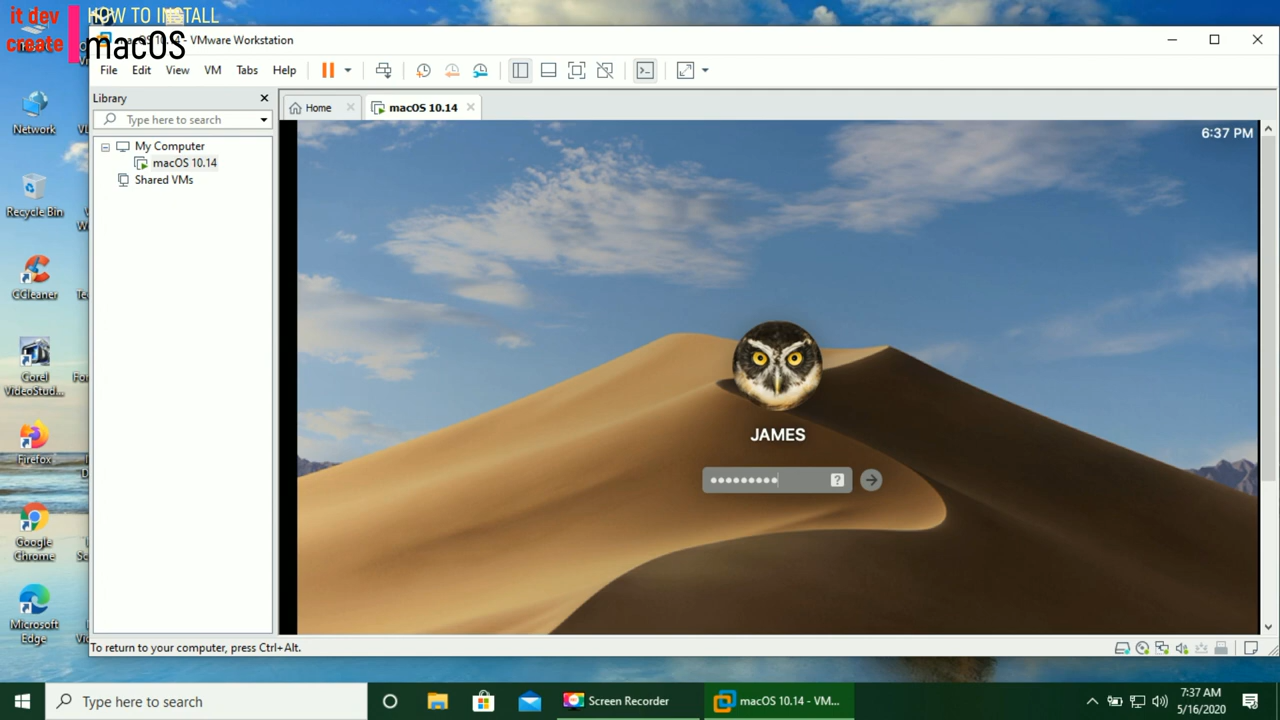 it dev
create
HOW TO INSTALL
macOS
macOS 10.14 - VMware Workstation
File Edit View VM Tabs Help
Library
Type here to search
My Computer
macOS 10.14
Shared VMs
Home
macOS 10.14
6:37 PM
JAMES
?
To return to your computer, press Ctrl+Alt.
Network
Recycle Bin
CCleaner
Corel
VideoStud...
Firefox
Google
Chrome
Microsoft
Edge
Type here to search
Screen Recorder
macOS 10.14 - VM...
7:37 AM
5/16/2020